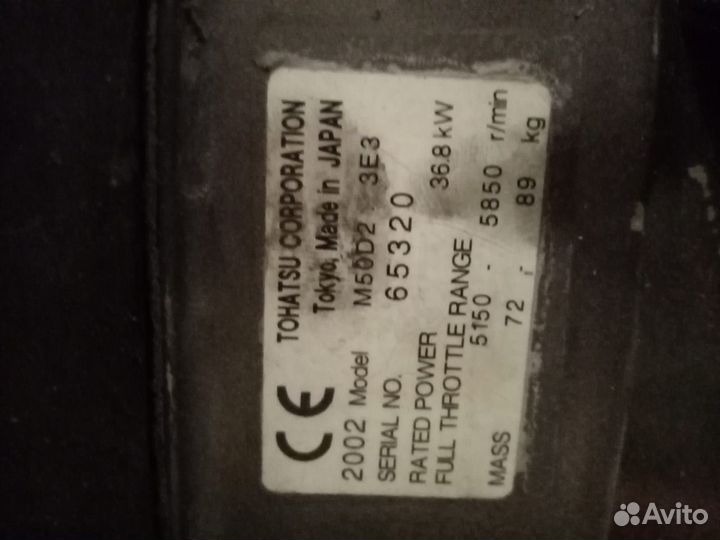 CE TOHATSU CORPORATION
Tokyo, Made in JAPAN
2002 Model M50D2 3E3
SERIAL NO. 65320
RATED POWER 36.8 kW
FULL THROTTLE RANGE
5150 - 5850 r/min
MASS 72 - 89 kg
Avito